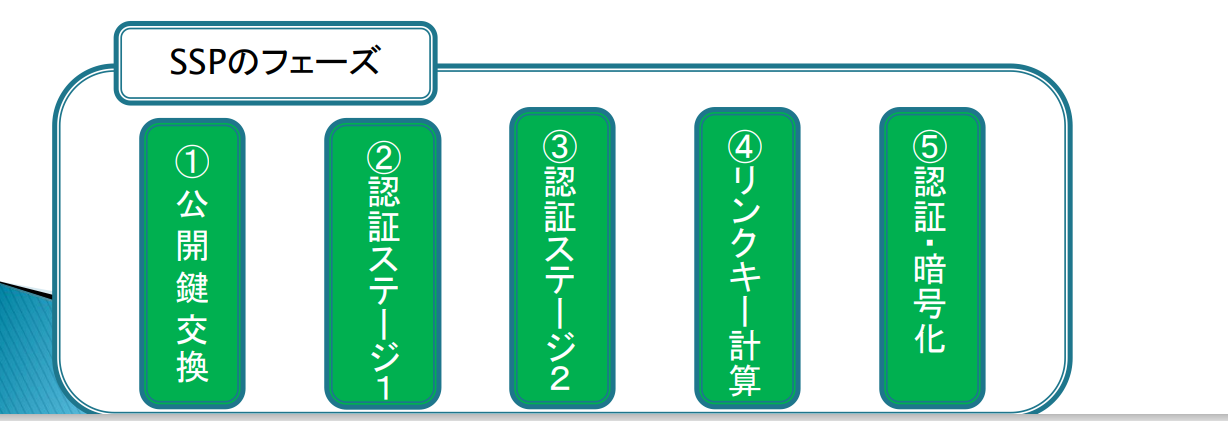 SSPのフェーズ
①公開鍵交換
②認証ステージ1
③認証ステージ2
④リンクキー計算
⑤認証・暗号化